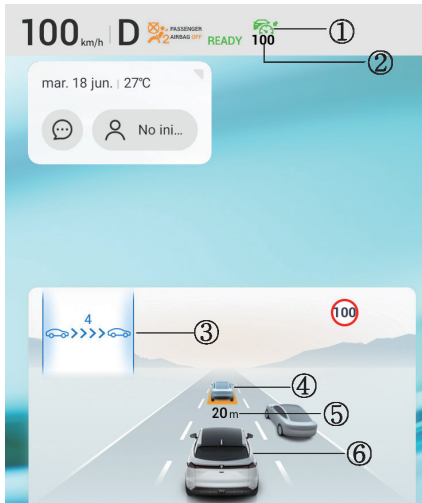 100 km/h D 2 PASSENGER AIRBAG OFF READY 100 ①
②
mar. 18 jun. | 27℃
No ini...
4
100
③
④
20 m ⑤
⑥